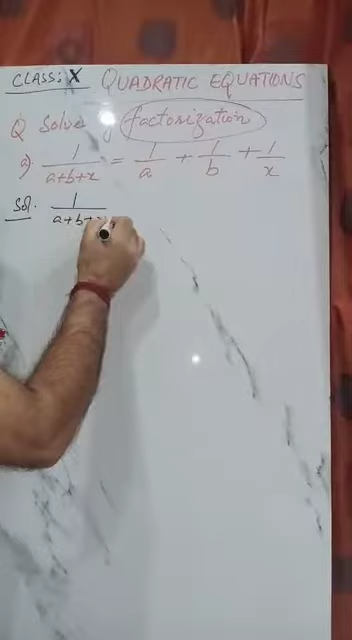 CLASS: X QUADRATIC EQUATIONS
Q Solve y factorization
a) 1/(a+b+x) = 1/a + 1/b + 1/x
Sol. 1/(a+b+